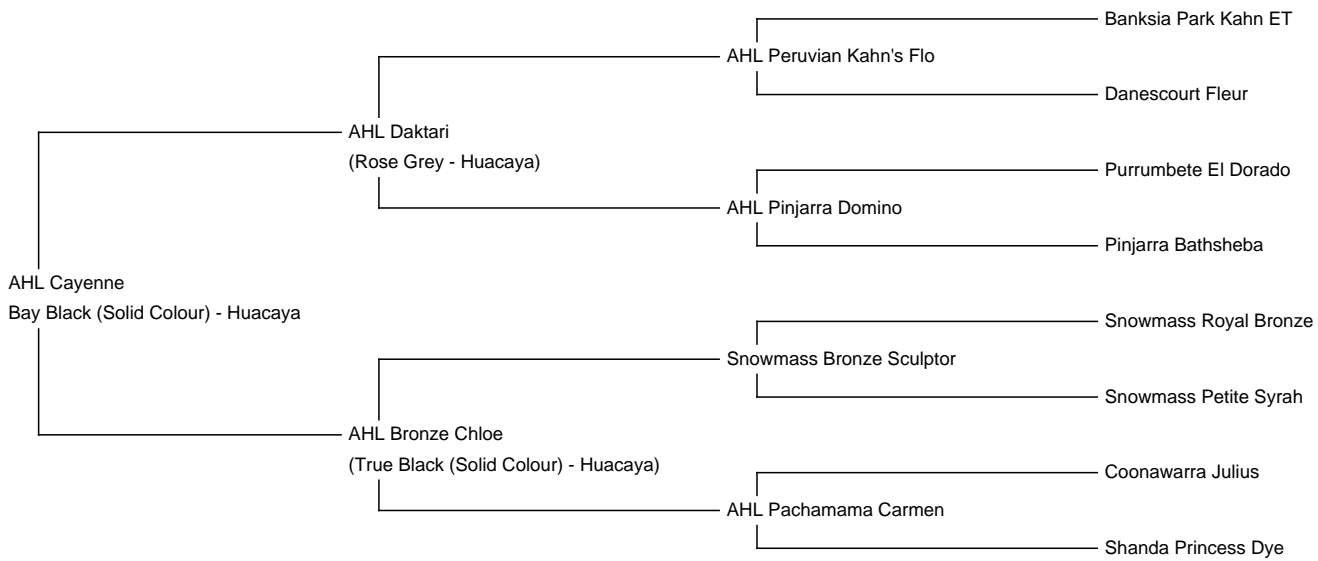 Banksia Park Kahn ET
AHL Peruvian Kahn's Flo
Danescourt Fleur
AHL Daktari
(Rose Grey - Huacaya)
Purrumbete El Dorado
AHL Pinjarra Domino
Pinjarra Bathsheba
AHL Cayenne
Bay Black (Solid Colour) - Huacaya
Snowmass Royal Bronze
Snowmass Bronze Sculptor
Snowmass Petite Syrah
AHL Bronze Chloe
(True Black (Solid Colour) - Huacaya)
Coonawarra Julius
AHL Pachamama Carmen
Shanda Princess Dye